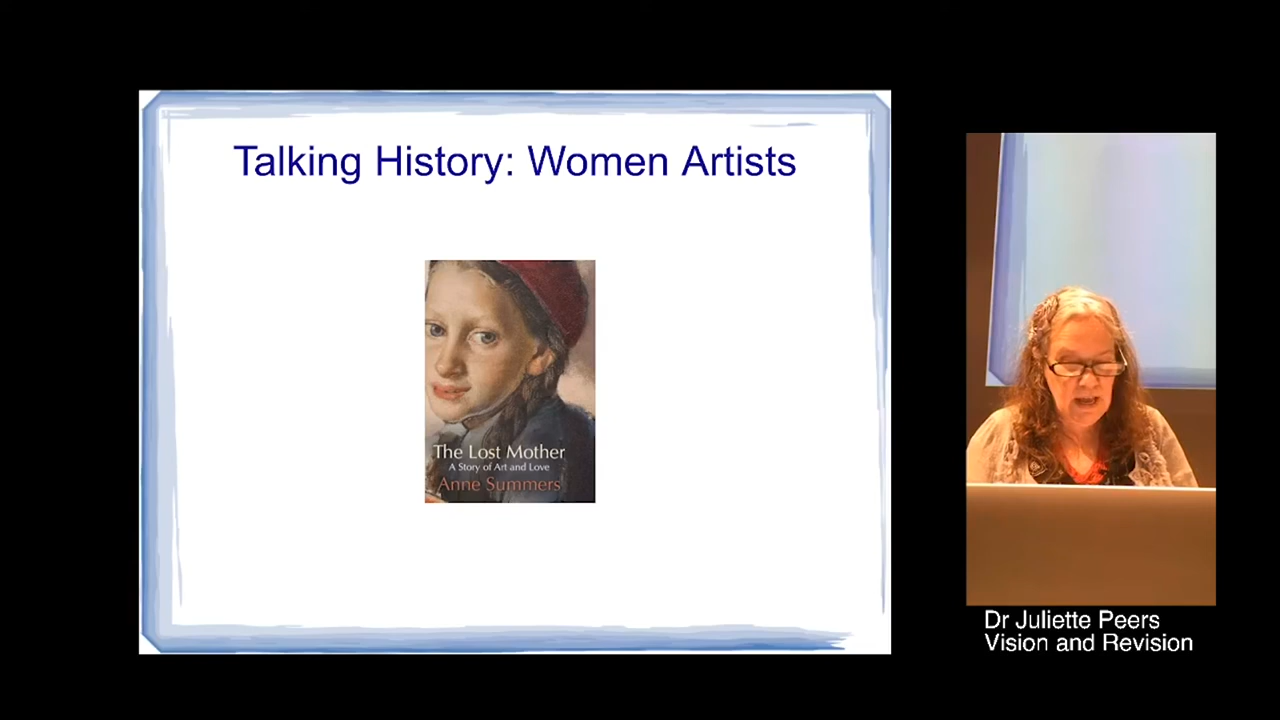 Talking History: Women Artists
The Lost Mother
A Story of Art and Love
Anne Summers
Dr Juliette Peers
Vision and Revision